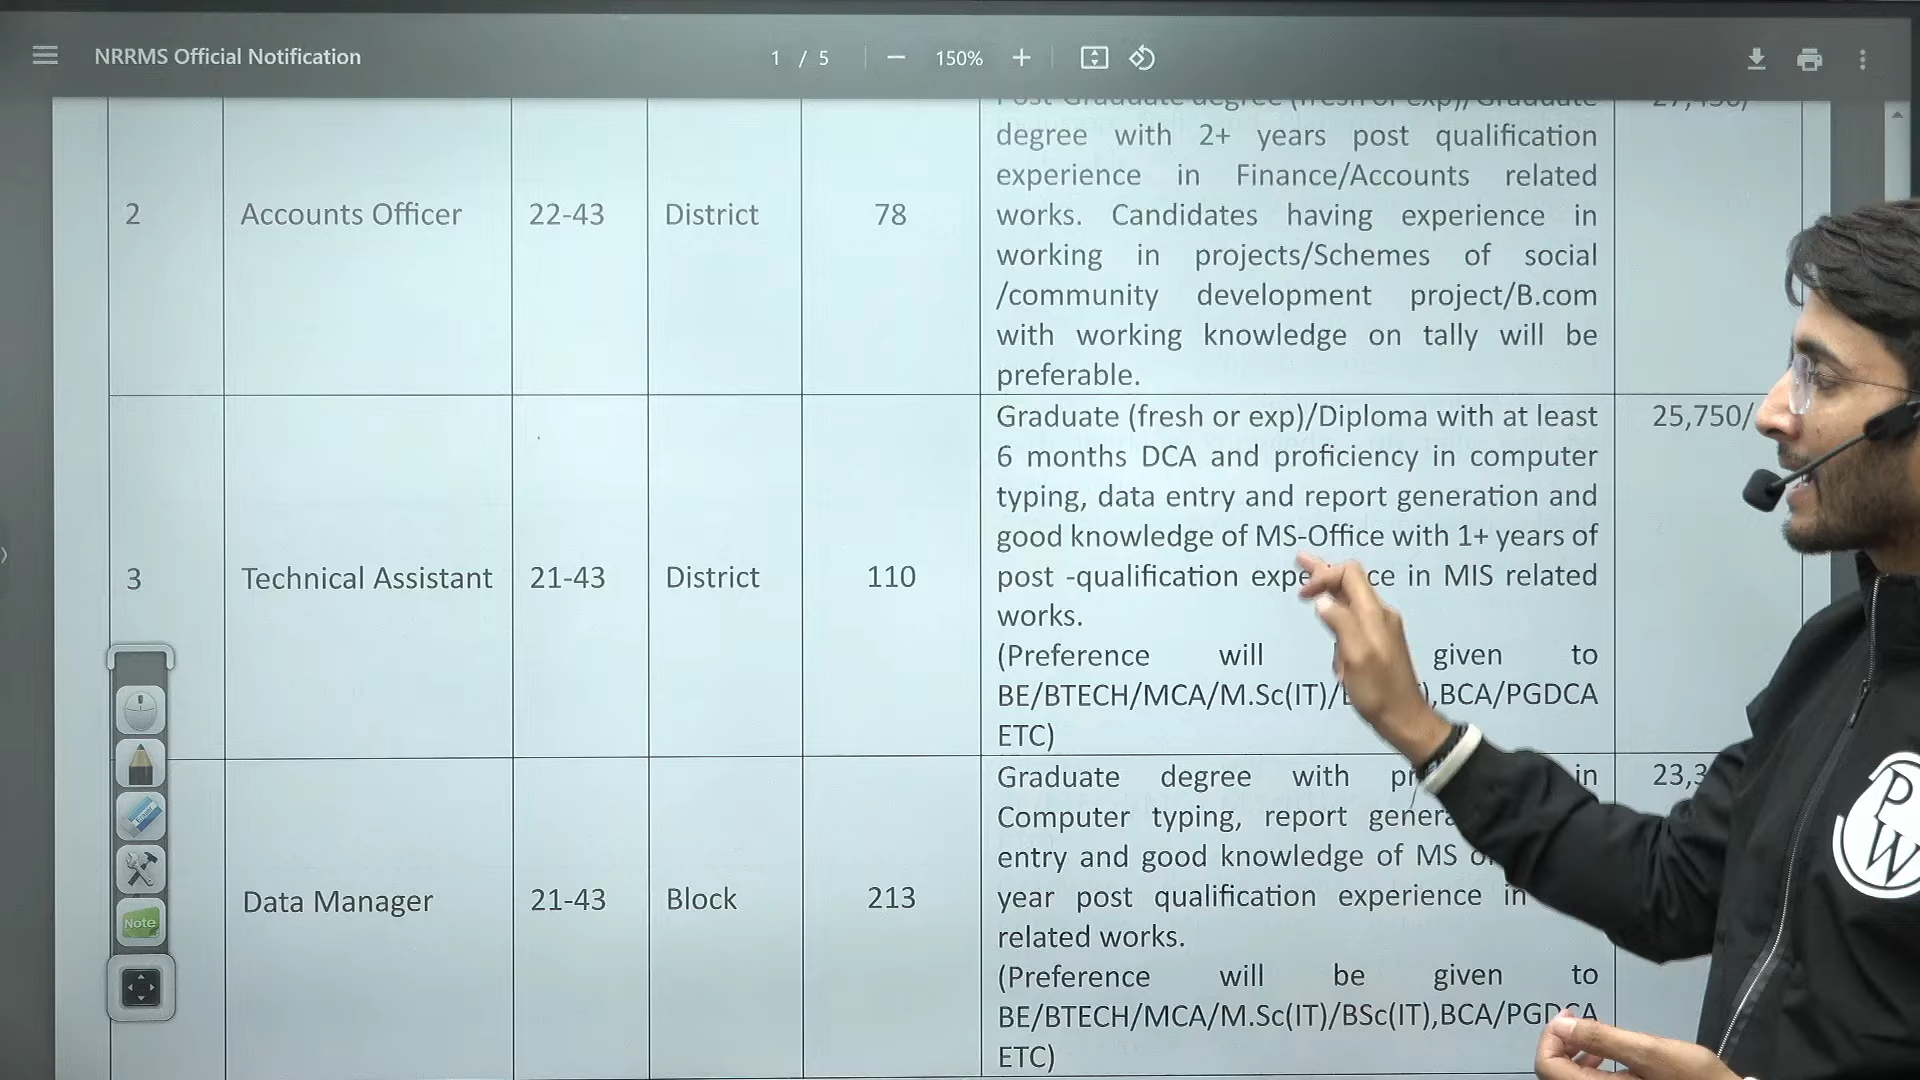 NRRMS Official Notification
1 / 5
150%
degree with 2+ years post qualification
experience in Finance/Accounts related
2 Accounts Officer 22-43 District 78 works. Candidates having experience in
working in projects/Schemes of social
/community development project/B.com
with working knowledge on tally will be
preferable.
Graduate (fresh or exp)/Diploma with at least 25,750/
6 months DCA and proficiency in computer
typing, data entry and report generation and
good knowledge of MS-Office with 1+ years of
3 Technical Assistant 21-43 District 110 post -qualification in MIS related
works.
(Preference will given to
BE/BTECH/MCA/M.Sc(IT)/ ,BCA/PGDCA
ETC)
Graduate degree with in
Computer typing, report
entry and good knowledge of MS
Data Manager 21-43 Block 213 year post qualification experience in
related works.
(Preference will be given to
BE/BTECH/MCA/M.Sc(IT)/BSc(IT),BCA/PGDCA
ETC)
Note
PW